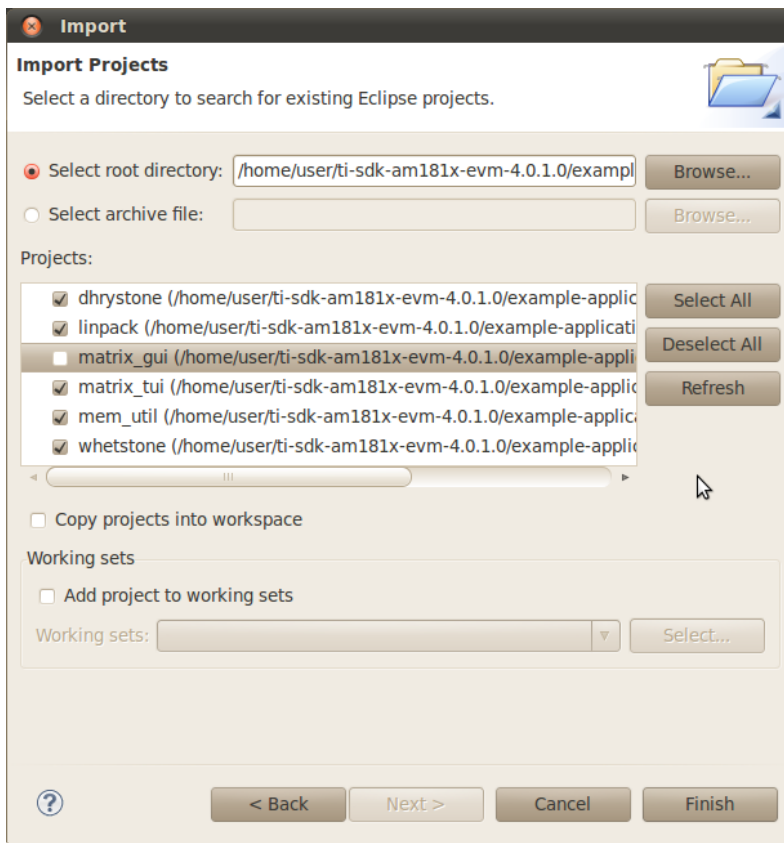 Import
Import Projects
Select a directory to search for existing Eclipse projects.
Select root directory: /home/user/ti-sdk-am181x-evm-4.0.1.0/exampl Browse...
Select archive file: Browse...
Projects:
dhrystone (/home/user/ti-sdk-am181x-evm-4.0.1.0/example-applic
linpack (/home/user/ti-sdk-am181x-evm-4.0.1.0/example-applicati
matrix_gui (/home/user/ti-sdk-am181x-evm-4.0.1.0/example-appli
matrix_tui (/home/user/ti-sdk-am181x-evm-4.0.1.0/example-applic
mem_util (/home/user/ti-sdk-am181x-evm-4.0.1.0/example-applica
whetstone (/home/user/ti-sdk-am181x-evm-4.0.1.0/example-applic
Select All
Deselect All
Refresh
Copy projects into workspace
Working sets
Add project to working sets
Working sets: Select...
? < Back Next > Cancel Finish